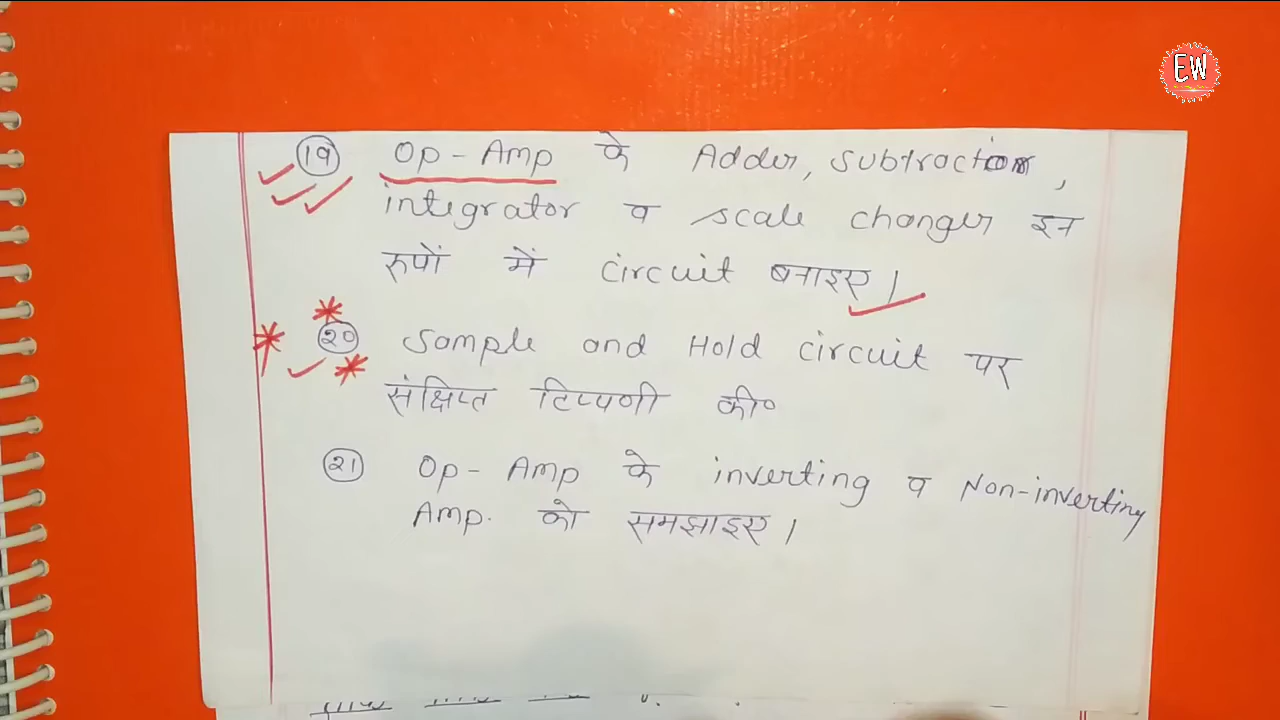 EW
19 Op-Amp के Adder, Subtractor,
integrator व scale changer इन
रुपों में circuit बनाइए।
20 Sample and Hold circuit पर
संक्षिप्त टिप्पणी की०
21 Op-Amp के inverting व Non-inverting
Amp. को समझाइए।